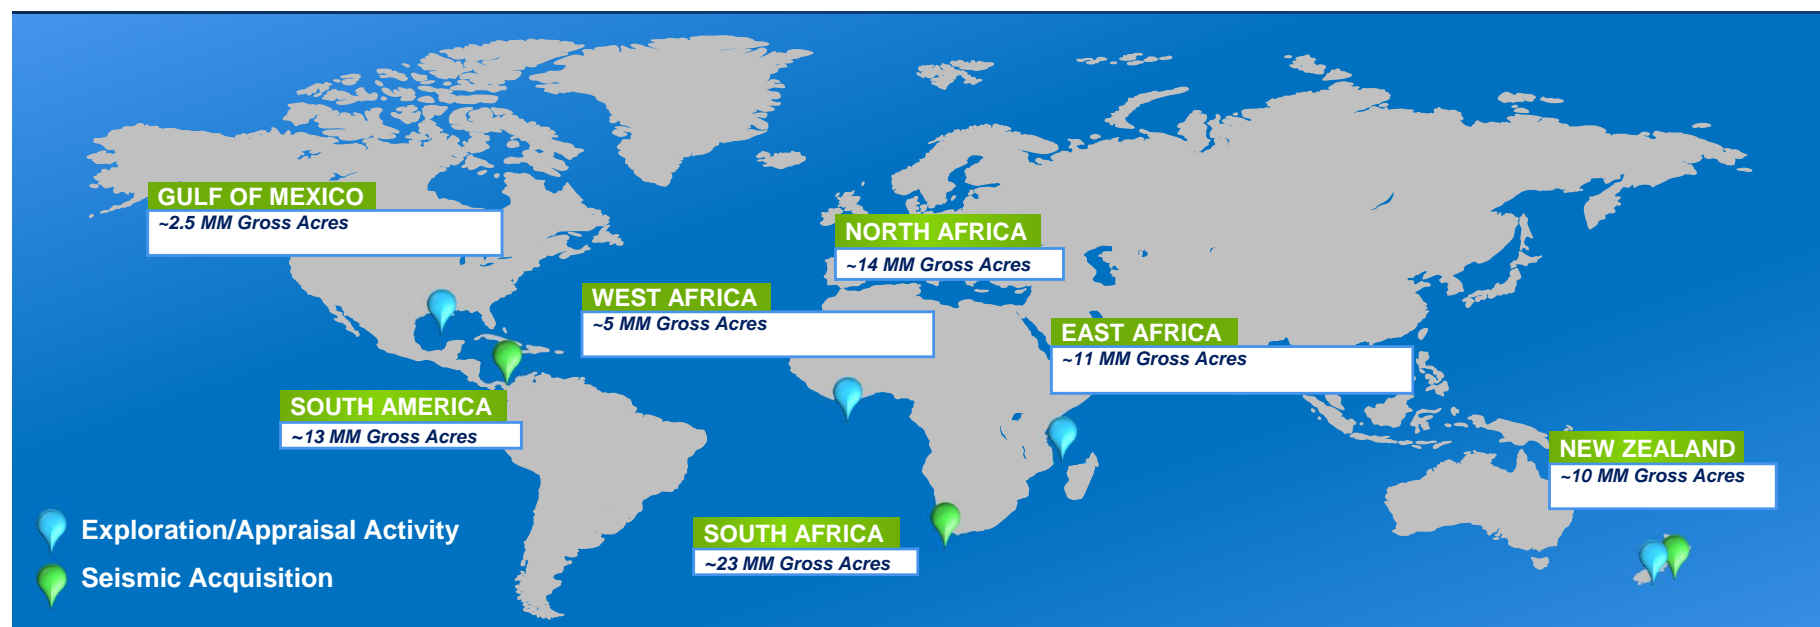 GULF OF MEXICO
~2.5 MM Gross Acres
NORTH AFRICA
~14 MM Gross Acres
WEST AFRICA
~5 MM Gross Acres
EAST AFRICA
~11 MM Gross Acres
SOUTH AMERICA
~13 MM Gross Acres
NEW ZEALAND
~10 MM Gross Acres
SOUTH AFRICA
~23 MM Gross Acres
Exploration/Appraisal Activity
Seismic Acquisition